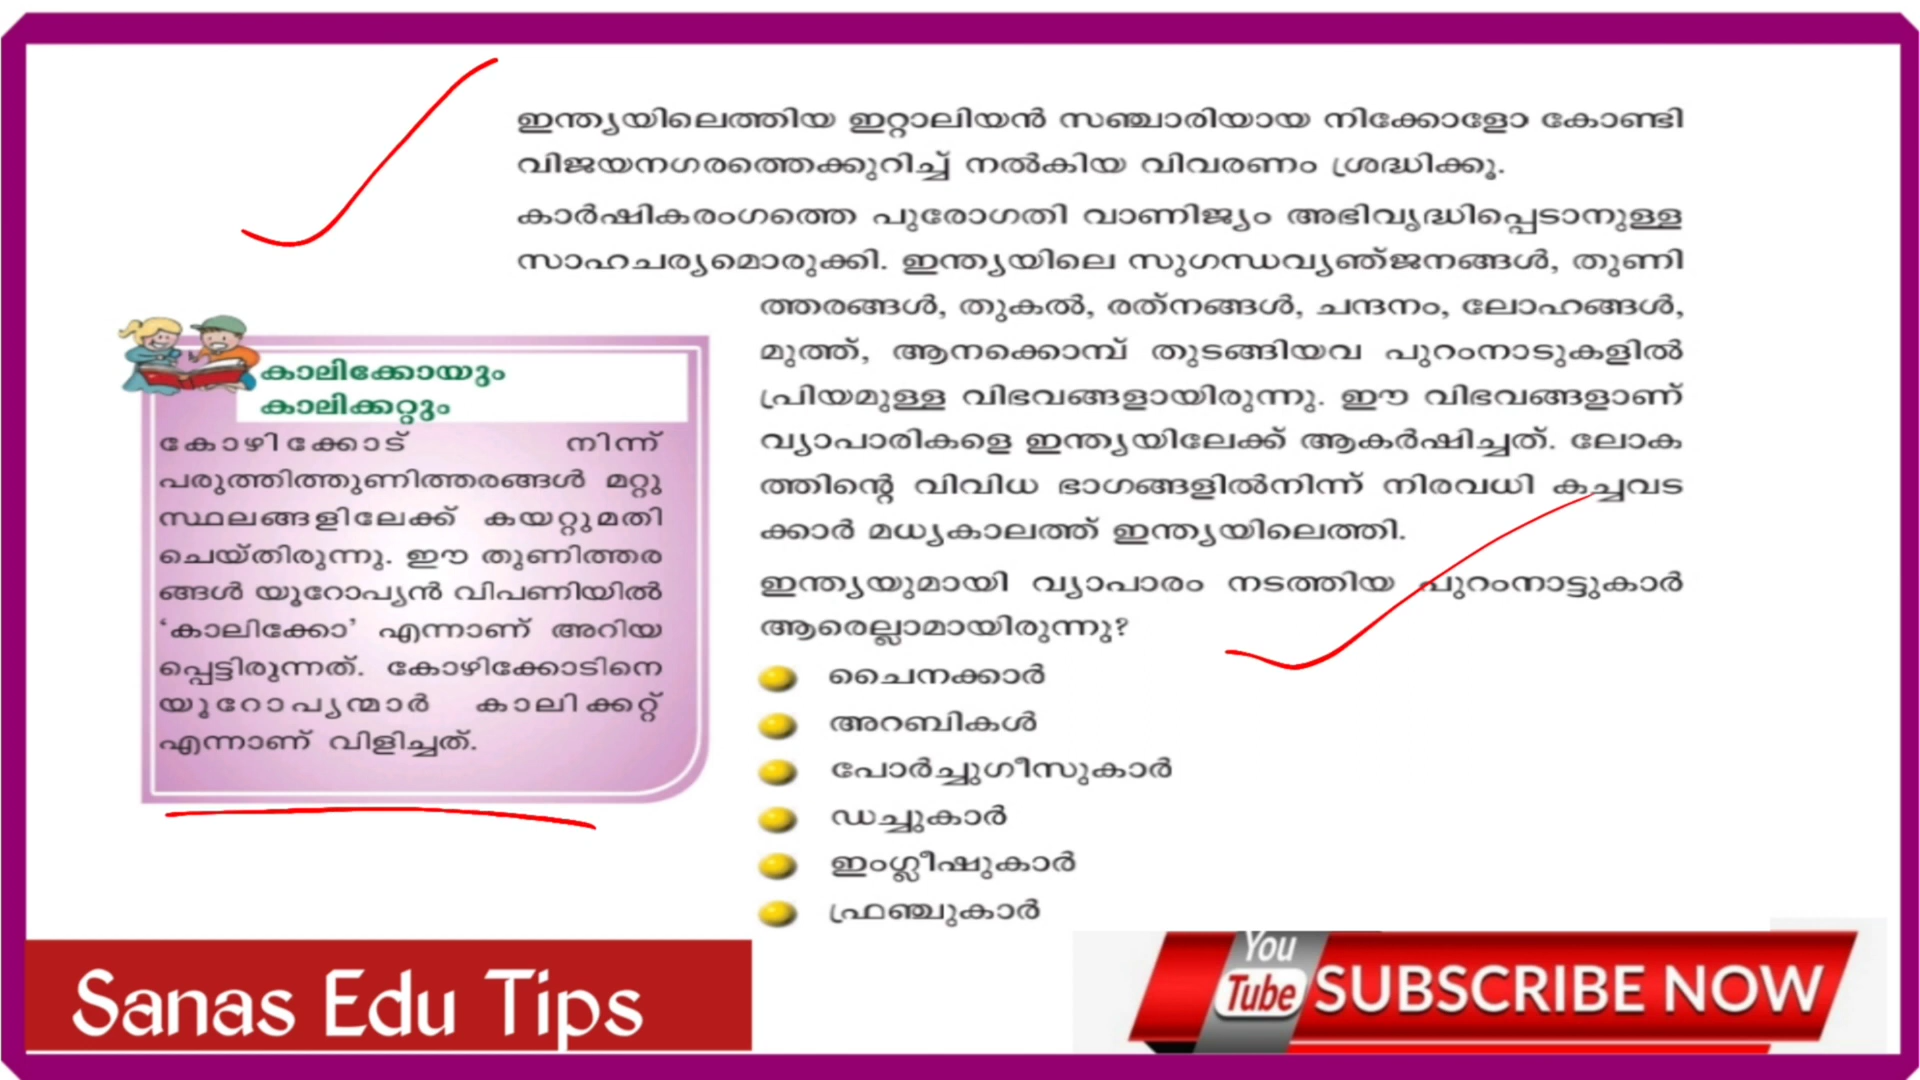 ഇന്ത്യയിലെത്തിയ ഇറ്റാലിയൻ സഞ്ചാരിയായ നിക്കോളോ കോണ്ടി
വിജയനഗരത്തെക്കുറിച്ച് നൽകിയ വിവരണം ശ്രദ്ധിക്കൂ.
കാർഷികരംഗത്തെ പുരോഗതി വാണിജ്യം അഭിവൃദ്ധിപ്പെടാനുള്ള
സാഹചര്യമൊരുക്കി. ഇന്ത്യയിലെ സുഗന്ധവ്യഞ്ജനങ്ങൾ, തുണി
ത്തരങ്ങൾ, തുകൽ, രത്നങ്ങൾ, ചന്ദനം, ലോഹങ്ങൾ,
മുത്ത്, ആനക്കൊമ്പ് തുടങ്ങിയവ പുറംനാടുകളിൽ
പ്രിയമുള്ള വിഭവങ്ങളായിരുന്നു. ഈ വിഭവങ്ങളാണ്
വ്യാപാരികളെ ഇന്ത്യയിലേക്ക് ആകർഷിച്ചത്. ലോക
ത്തിന്റെ വിവിധ ഭാഗങ്ങളിൽനിന്ന് നിരവധി കച്ചവട
ക്കാർ മധ്യകാലത്ത് ഇന്ത്യയിലെത്തി.
ഇന്ത്യയുമായി വ്യാപാരം നടത്തിയ പുറംനാട്ടുകാർ
ആരെല്ലാമായിരുന്നു?
ചൈനക്കാർ
അറബികൾ
പോർച്ചുഗീസുകാർ
ഡച്ചുകാർ
ഇംഗ്ലീഷുകാർ
ഫ്രഞ്ചുകാർ
കാലിക്കോയും
കാലിക്കറ്റും
കോഴിക്കോട് നിന്ന്
പരുത്തിത്തുണിത്തരങ്ങൾ മറ്റു
സ്ഥലങ്ങളിലേക്ക് കയറ്റുമതി
ചെയ്തിരുന്നു. ഈ തുണിത്തര
ങ്ങൾ യൂറോപ്യൻ വിപണിയിൽ
‘കാലിക്കോ’ എന്നാണ് അറിയ
പ്പെട്ടിരുന്നത്. കോഴിക്കോടിനെ
യൂറോപ്യന്മാർ കാലിക്കറ്റ്
എന്നാണ് വിളിച്ചത്.
Sanas Edu Tips
You
Tube SUBSCRIBE NOW